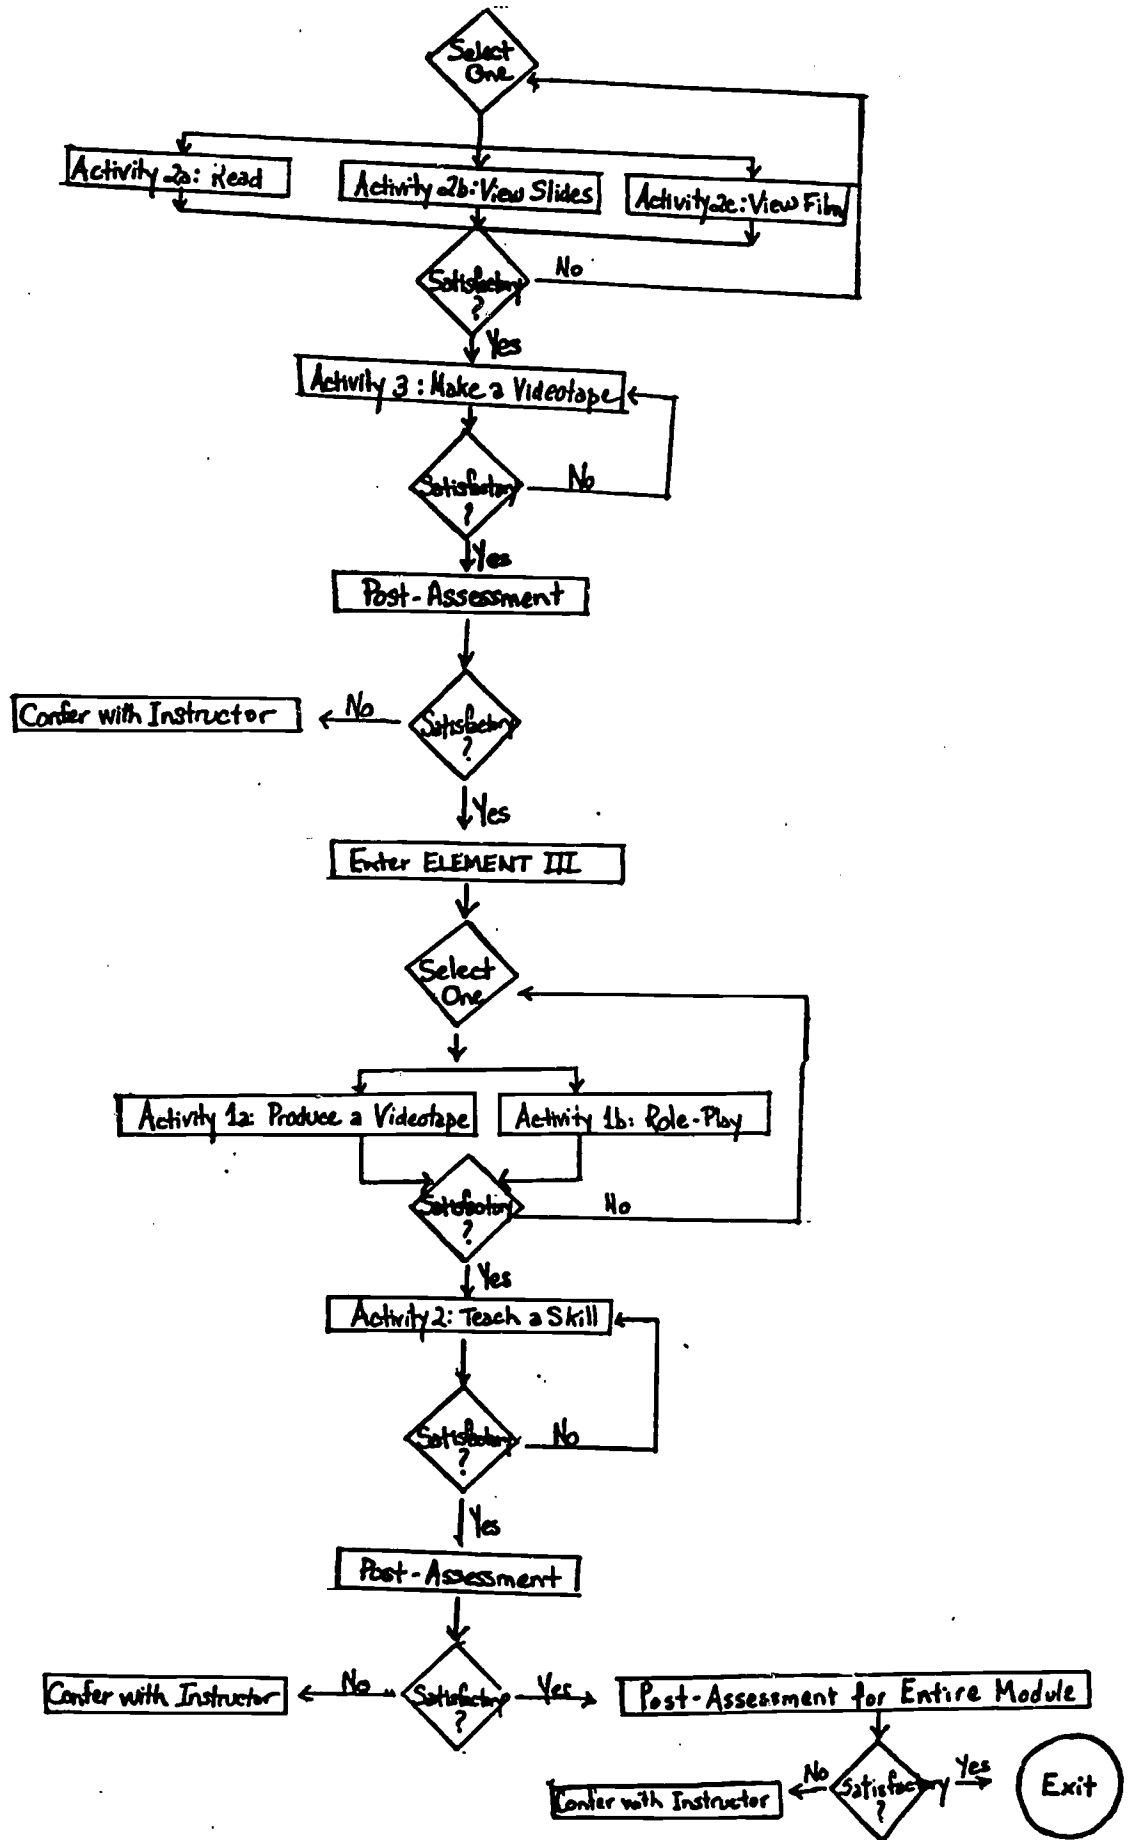 Select
One
Activity 2a: Read
Activity 2b: View Slides
Activity 2c: View Film
Satisfactory
?
No
Yes
Activity 3: Make a Videotape
Satisfactory
?
No
Yes
Post-Assessment
Satisfactory
?
No
Confer with Instructor
Yes
Enter ELEMENT III
Select
One
Activity 1a: Produce a Videotape
Activity 1b: Role-Play
Satisfactory
?
No
Yes
Activity 2: Teach a Skill
Satisfactory
?
No
Yes
Post-Assessment
Confer with Instructor
No
Satisfactory
?
Yes
Post-Assessment for Entire Module
Confer with Instructor
No
Satisfactory
?
Yes
Exit